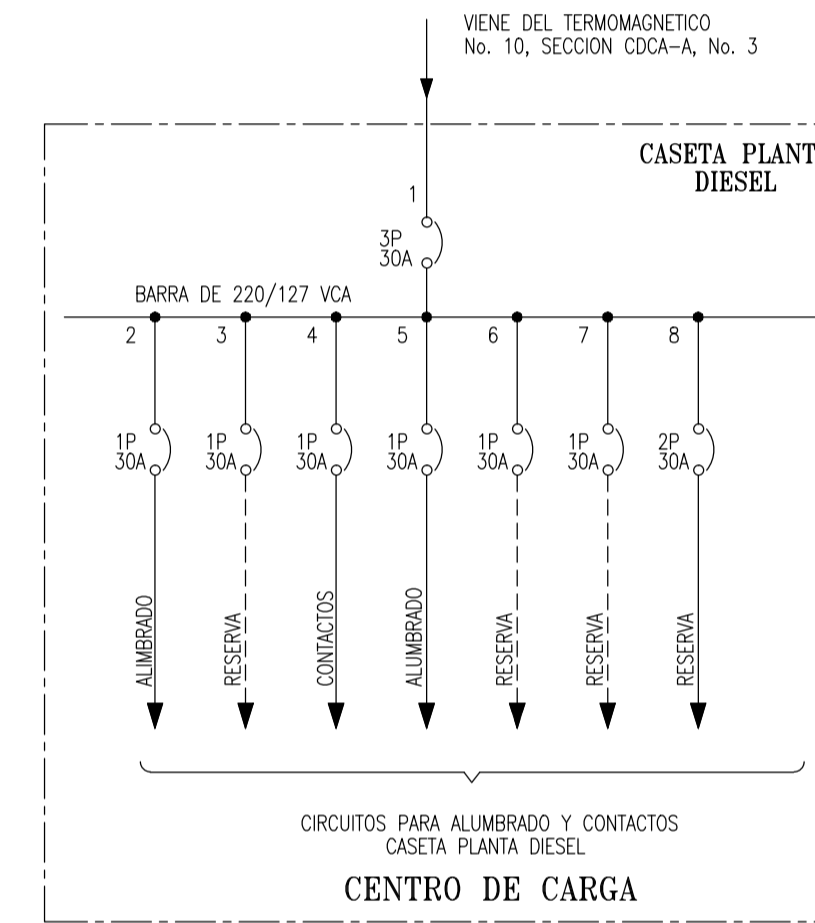 VIENE DEL TERMOMAGNETICO
No. 10, SECCION CDCA-A, No. 3
CASETA PLANT
DIESEL
1
3P
30A
BARRA DE 220/127 VCA
2 3 4 5 6 7 8
1P 1P 1P 1P 1P 1P 2P
30A 30A 30A 30A 30A 30A 30A
ALIMBRADO
RESERVA
CONTACTOS
ALUMBRADO
RESERVA
RESERVA
RESERVA
CIRCUITOS PARA ALUMBRADO Y CONTACTOS
CASETA PLANTA DIESEL
CENTRO DE CARGA